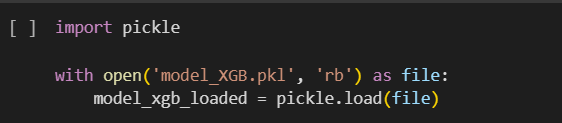 [ ] import pickle
with open('model_XGB.pkl', 'rb') as file:
model_xgb_loaded = pickle.load(file)